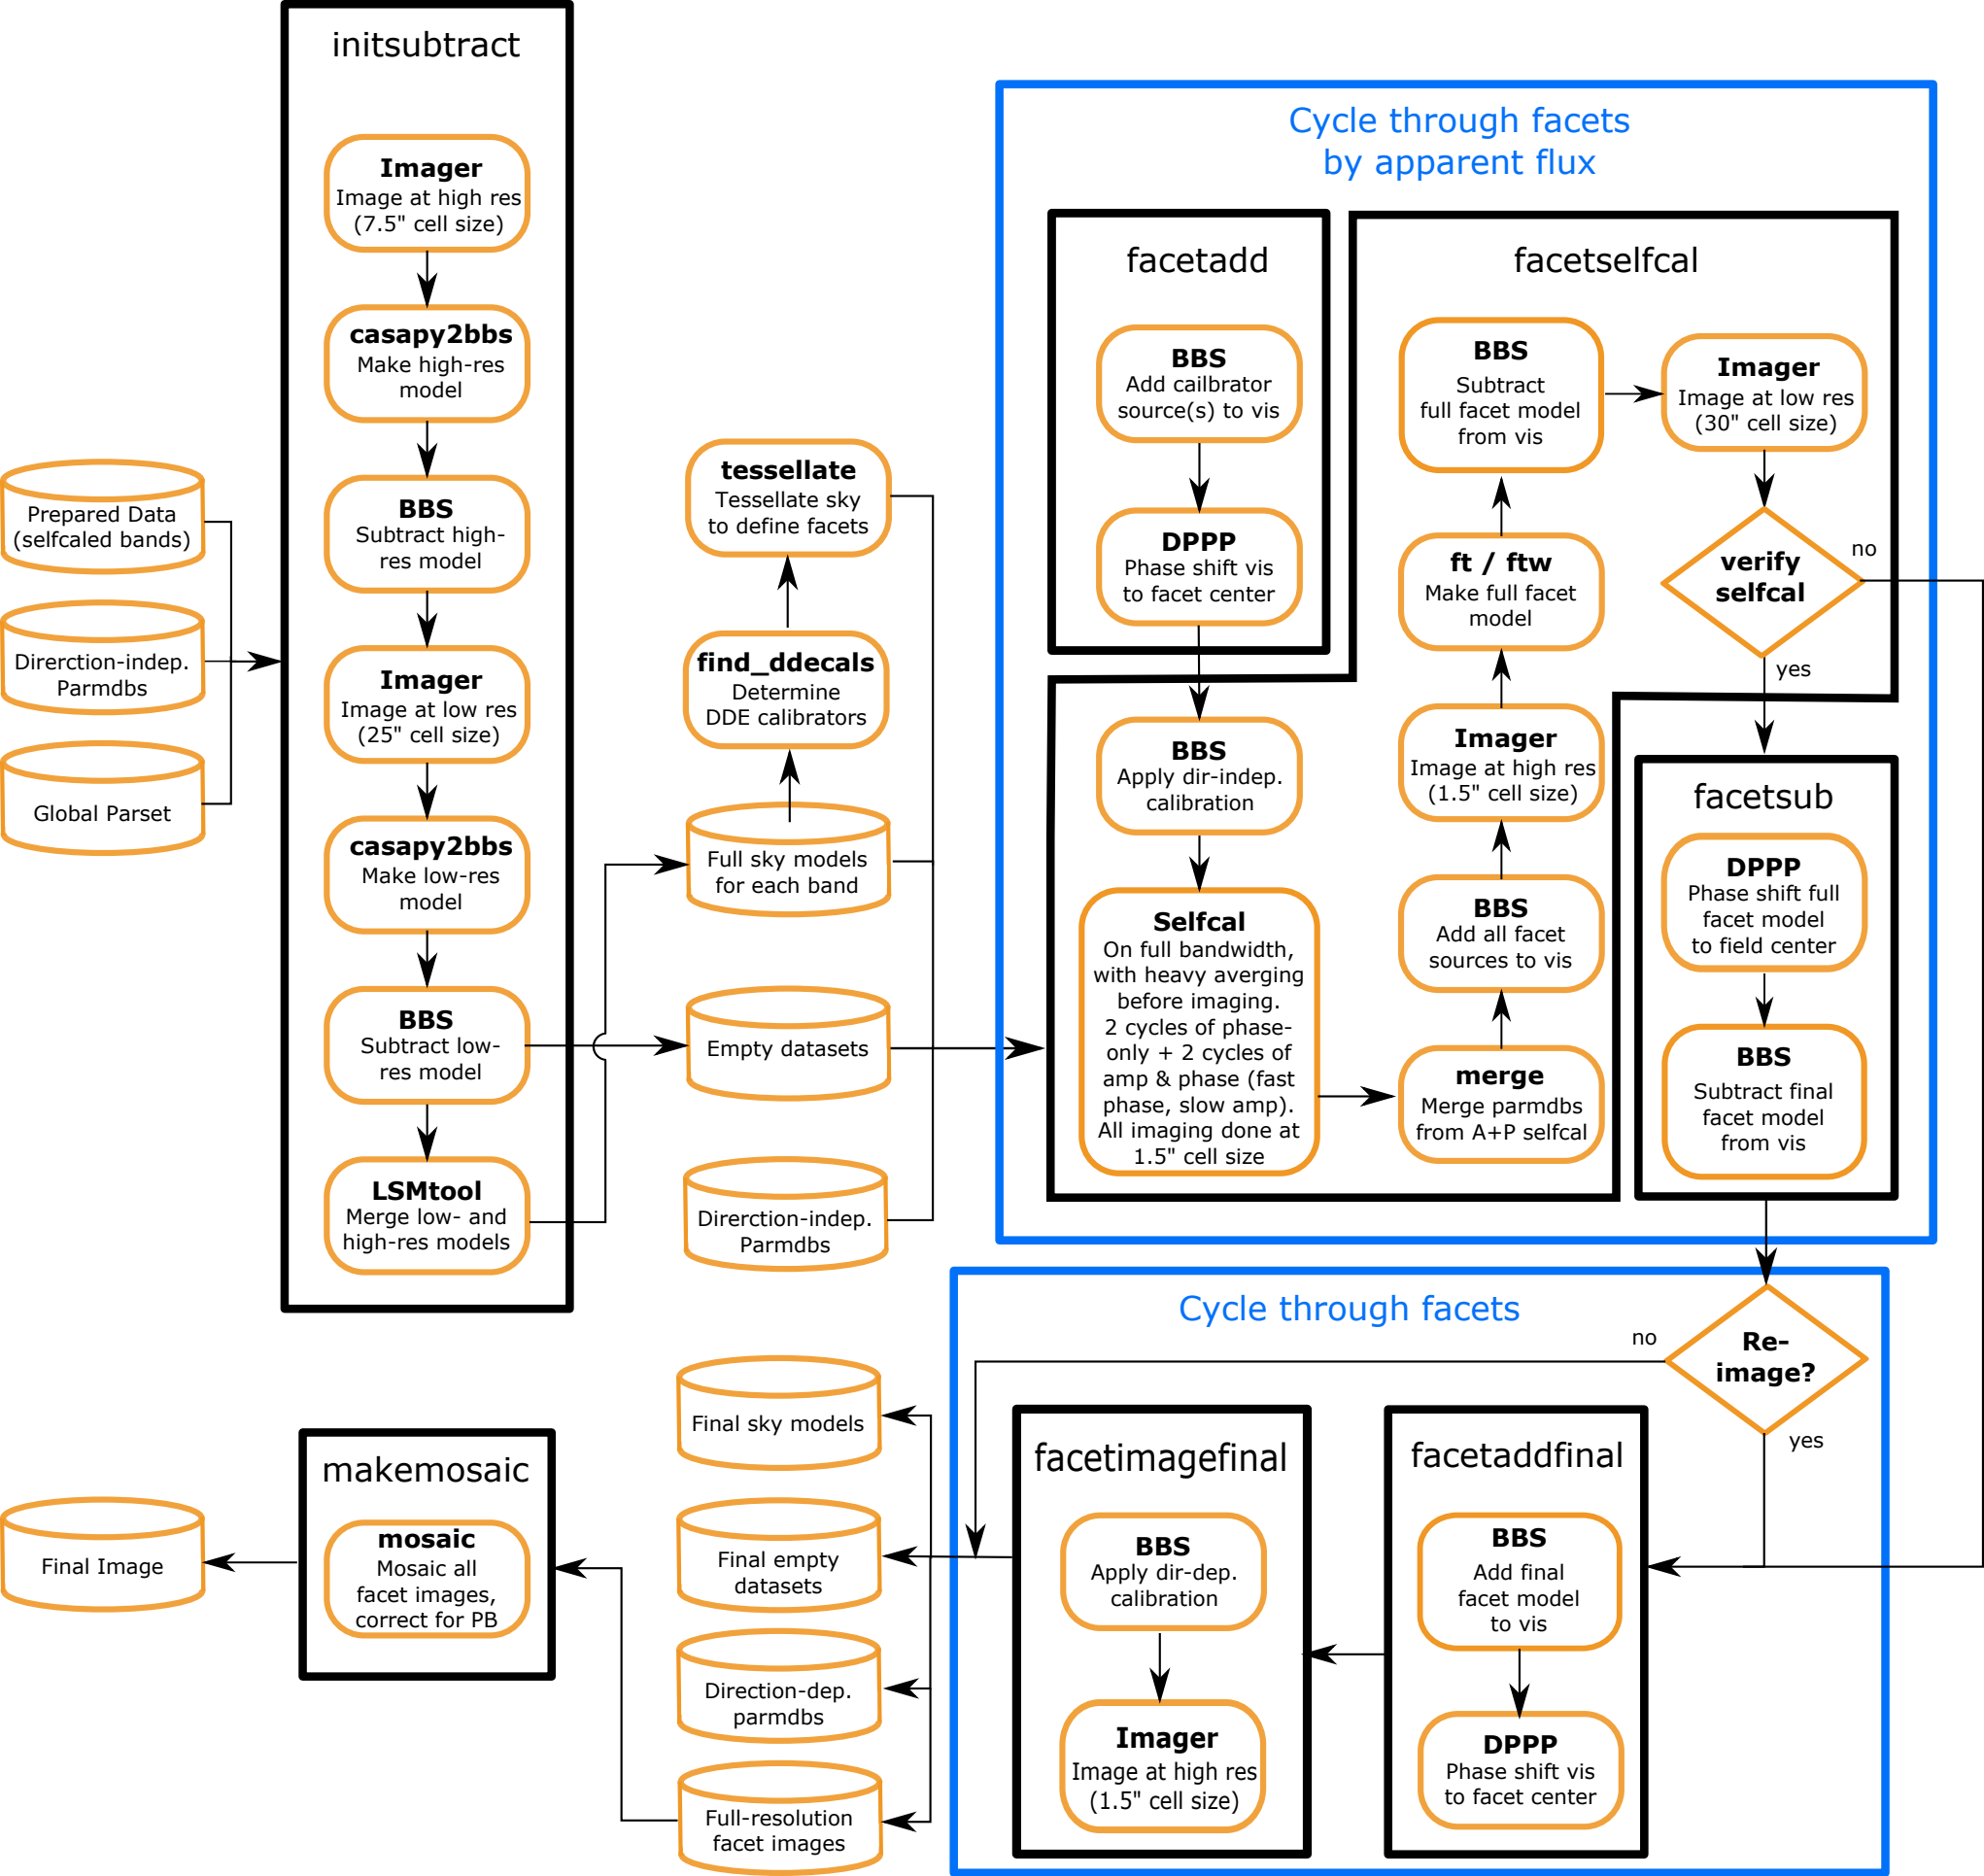 initsubtract
Imager
Image at high res
(7.5" cell size)
casapy2bbs
Make high-res
model
BBS
Subtract high-
res model
Imager
Image at low res
(25" cell size)
casapy2bbs
Make low-res
model
BBS
Subtract low-
res model
LSMtool
Merge low- and
high-res models
Prepared Data
(selfcaled bands)
Direrction-indep.
Parmdbs
Global Parset
tessellate
Tessellate sky
to define facets
find_ddecals
Determine
DDE calibrators
Full sky models
for each band
Empty datasets
Direrction-indep.
Parmdbs
Cycle through facets
by apparent flux
facetadd
BBS
Add cailbrator
source(s) to vis
DPPP
Phase shift vis
to facet center
facetselfcal
BBS
Apply dir-indep.
calibration
Selfcal
On full bandwidth,
with heavy averging
before imaging.
2 cycles of phase-
only + 2 cycles of
amp & phase (fast
phase, slow amp).
All imaging done at
1.5" cell size
merge
Merge parmdbs
from A+P selfcal
BBS
Add all facet
sources to vis
Imager
Image at high res
(1.5" cell size)
ft / ftw
Make full facet
model
BBS
Subtract
full facet model
from vis
Imager
Image at low res
(30" cell size)
verify
selfcal
no
yes
facetsub
DPPP
Phase shift full
facet model
to field center
BBS
Subtract final
facet model
from vis
Cycle through facets
Re-
image?
no
yes
facetaddfinal
BBS
Add final
facet model
to vis
DPPP
Phase shift vis
to facet center
facetimagefinal
BBS
Apply dir-dep.
calibration
Imager
Image at high res
(1.5" cell size)
Final sky models
Final empty
datasets
Direction-dep.
parmdbs
Full-resolution
facet images
makemosaic
mosaic
Mosaic all
facet images,
correct for PB
Final Image